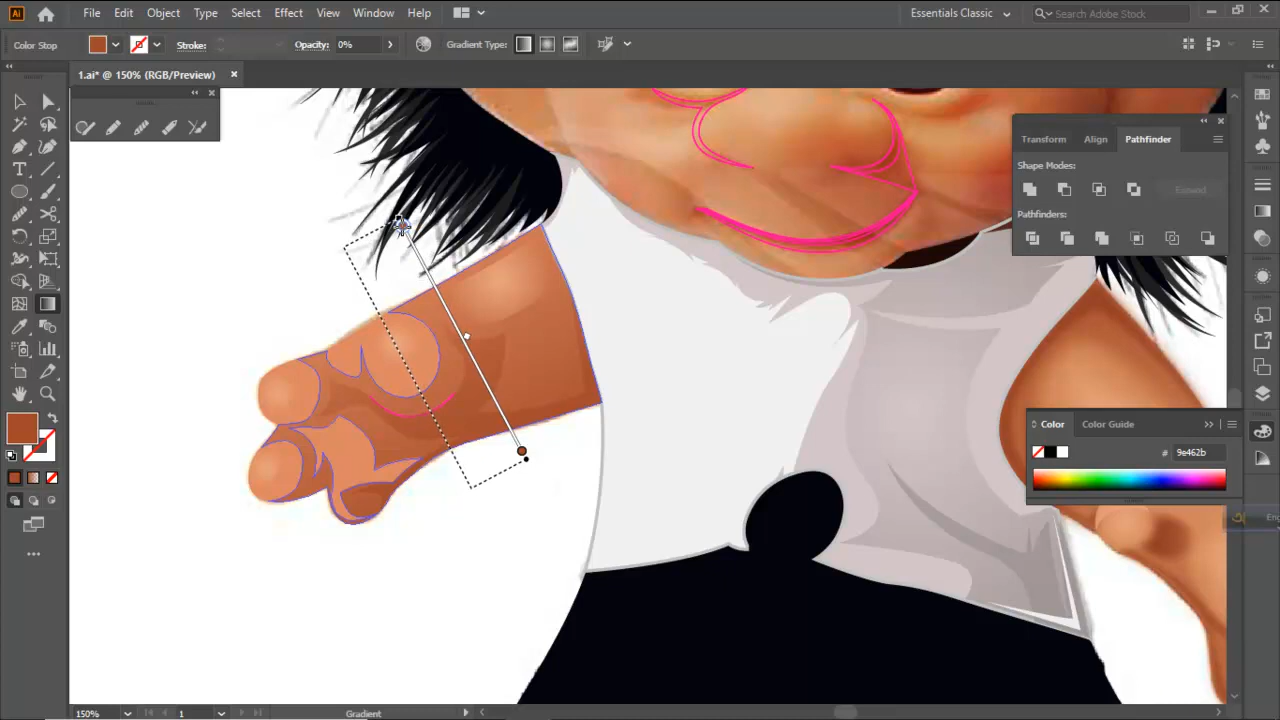 Ai File Edit Object Type Select Effect View Window Help Essentials Classic Search Adobe Stock
Color Stop Stroke: Opacity: 0% Gradient Type:
1.ai* @ 150% (RGB/Preview)
Transform Align Pathfinder
Shape Modes:
Expand
Pathfinders:
Color Color Guide
# 9e462b
150% 1 Gradient